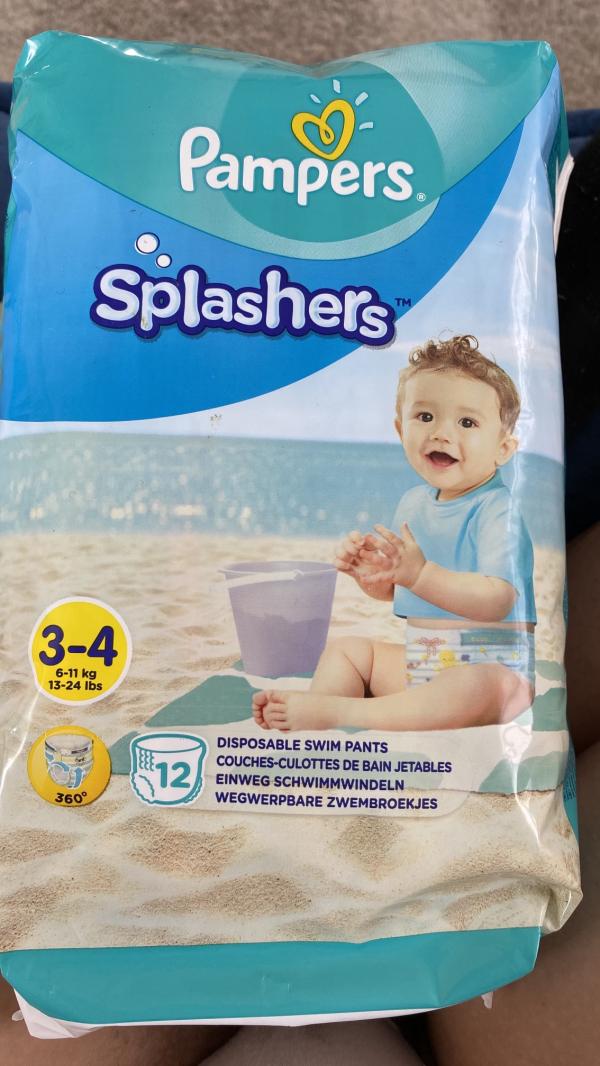 Pampers®
Splashers™
3-4
6-11 kg
13-24 lbs
360°
12
DISPOSABLE SWIM PANTS
COUCHES-CULOTTES DE BAIN JETABLES
EINWEG SCHWIMMWINDELN
WEGWERPBARE ZWEMBROEKJES